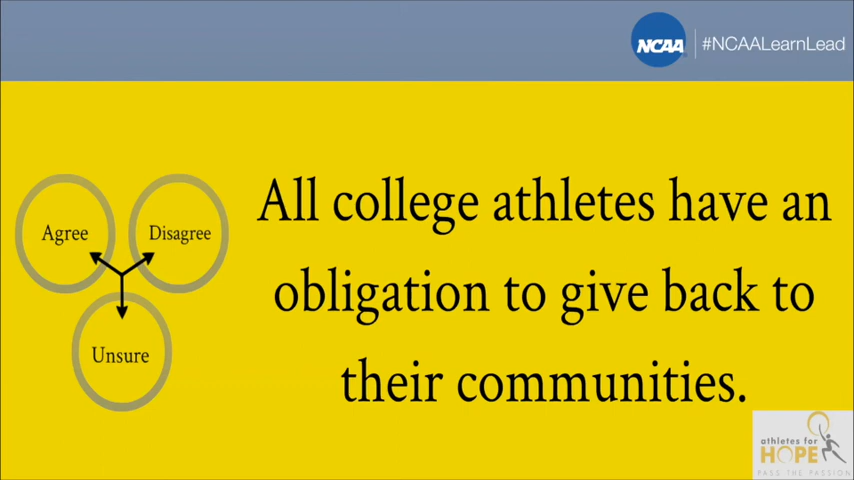 NCAA
#NCAALearnLead
Agree
Disagree
Unsure
All college athletes have an
obligation to give back to
their communities.
athletes for
HOPE
PASS THE PASSION